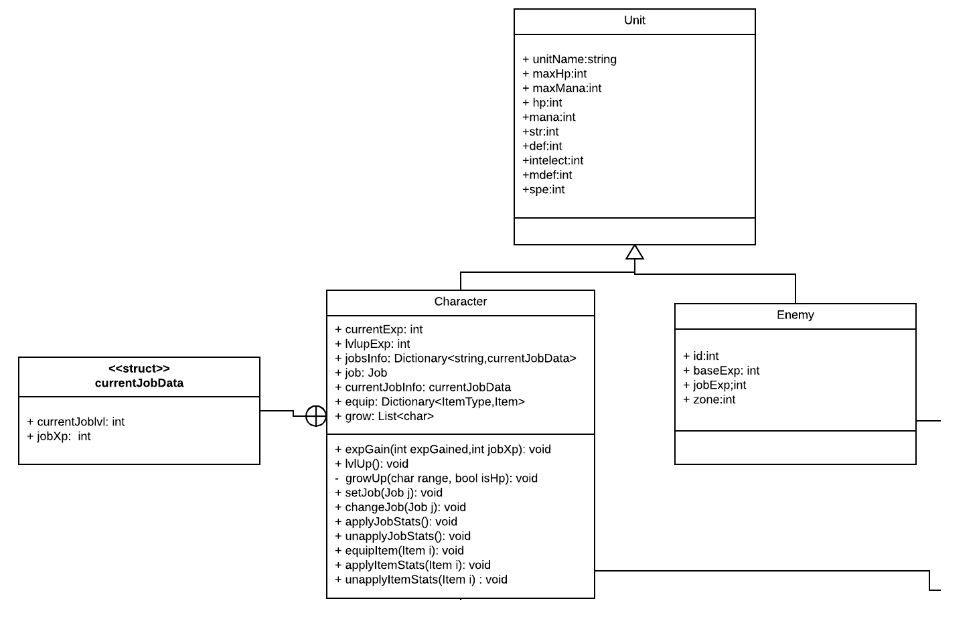 Unit
+ unitName:string
+ maxHp:int
+ maxMana:int
+ hp:int
+mana:int
+str:int
+def:int
+intelect:int
+mdef:int
+spe:int
Character
+ currentExp: int
+ lvlupExp: int
+ jobsInfo: Dictionary<string,currentJobData>
+ job: Job
+ currentJobInfo: currentJobData
+ equip: Dictionary<ItemType,Item>
+ grow: List<char>
+ expGain(int expGained,int jobXp): void
+ lvlUp(): void
- growUp(char range, bool isHp): void
+ setJob(Job j): void
+ changeJob(Job j): void
+ applyJobStats(): void
+ unapplyJobStats(): void
+ equipItem(Item i): void
+ applyItemStats(Item i): void
+ unapplyItemStats(Item i) : void
Enemy
+ id:int
+ baseExp: int
+ jobExp;int
+ zone:int
<<struct>>
currentJobData
+ currentJoblvl: int
+ jobXp: int